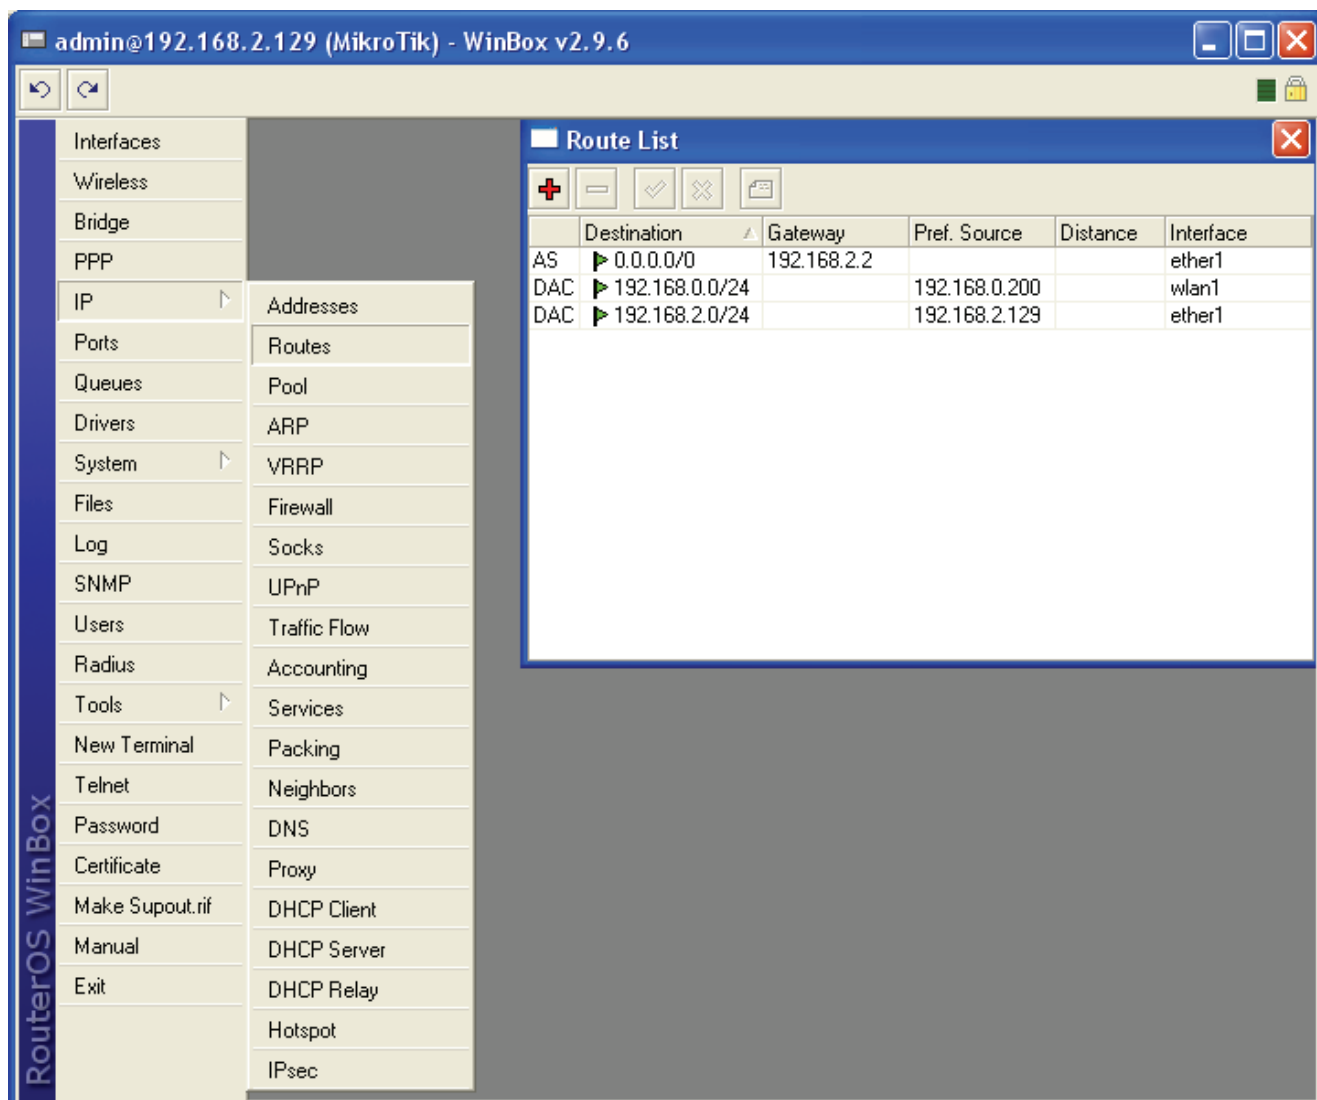 admin@192.168.2.129 (MikroTik) - WinBox v2.9.6
RouterOS WinBox
Interfaces
Wireless
Bridge
PPP
IP
Ports
Queues
Drivers
System
Files
Log
SNMP
Users
Radius
Tools
New Terminal
Telnet
Password
Certificate
Make Supout.rif
Manual
Exit
Addresses
Routes
Pool
ARP
VRRP
Firewall
Socks
UPnP
Traffic Flow
Accounting
Services
Packing
Neighbors
DNS
Proxy
DHCP Client
DHCP Server
DHCP Relay
Hotspot
IPsec
Route List
Destination Gateway Pref. Source Distance Interface
AS 0.0.0.0/0 192.168.2.2 ether1
DAC 192.168.0.0/24 192.168.0.200 wlan1
DAC 192.168.2.0/24 192.168.2.129 ether1